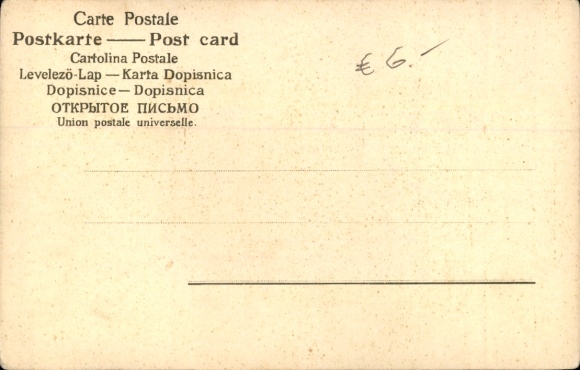 Carte Postale
Postkarte — Post card
Cartolina Postale
Levelezö-Lap — Karta Dopisnica
Dopisnice — Dopisnica
ОТКРЫТОЕ ПИСЬМО
Union postale universelle.
€ 6.-